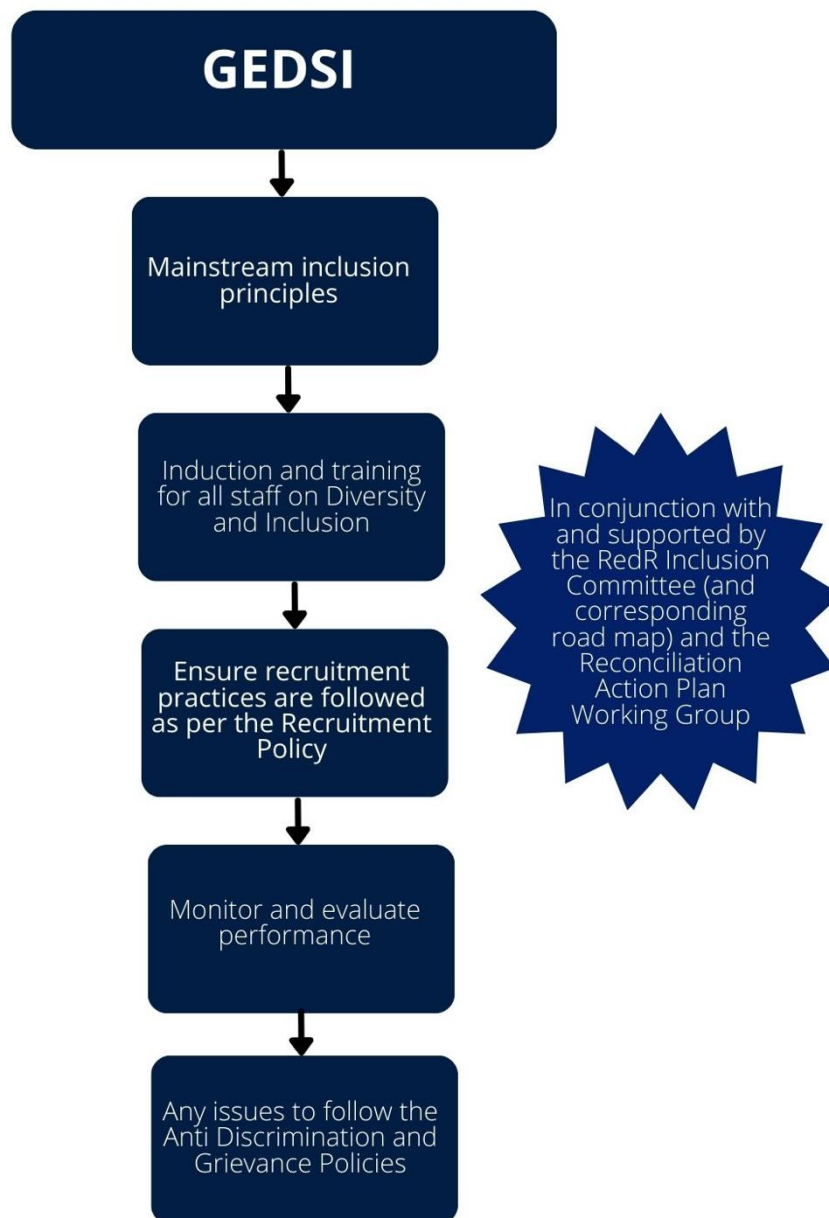 GEDSI
Mainstream inclusion
principles
Induction and training
for all staff on Diversity
and Inclusion
Ensure recruitment
practices are followed
as per the Recruitment
Policy
Monitor and evaluate
performance
Any issues to follow the
Anti Discrimination and
Grievance Policies
In conjunction with
and supported by
the RedR Inclusion
Committee (and
corresponding
road map) and the
Reconciliation
Action Plan
Working Group